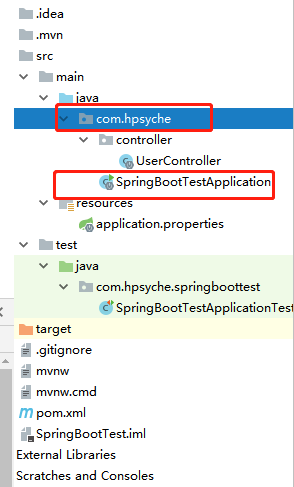 .idea
.mvn
src
main
java
com.hpsyche
controller
UserController
SpringBootTestApplication
resources
application.properties
test
java
com.hpsyche.springboottest
SpringBootTestApplicationTest
target
.gitignore
mvnw
mvnw.cmd
pom.xml
SpringBootTest.iml
External Libraries
Scratches and Consoles